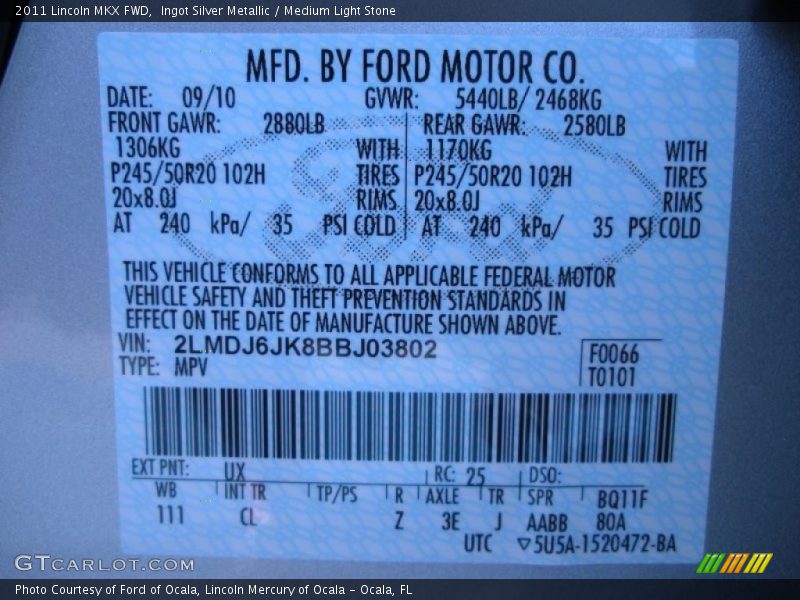 2011 Lincoln MKX FWD, Ingot Silver Metallic / Medium Light Stone
MFD. BY FORD MOTOR CO.
DATE: 09/10 GVWR: 5440LB/ 2468KG
FRONT GAWR: 2880LB REAR GAWR: 2580LB
1306KG WITH 1170KG WITH
P245/50R20 102H TIRES P245/50R20 102H TIRES
20x8.0J RIMS 20x8.0J RIMS
AT 240 kPa/ 35 PSI COLD AT 240 kPa/ 35 PSI COLD
THIS VEHICLE CONFORMS TO ALL APPLICABLE FEDERAL MOTOR
VEHICLE SAFETY AND THEFT PREVENTION STANDARDS IN
EFFECT ON THE DATE OF MANUFACTURE SHOWN ABOVE.
VIN: 2LMDJ6JK8BBJ03802
TYPE: MPV
F0066
T0101
EXT PNT: UX RC: 25 DSO:
WB INT TR TP/PS R AXLE TR SPR BQ11F
111 CL Z 3E J AABB 80A
UTC ▽5U5A-1520472-BA
GTCARLOT.COM
Photo Courtesy of Ford of Ocala, Lincoln Mercury of Ocala - Ocala, FL